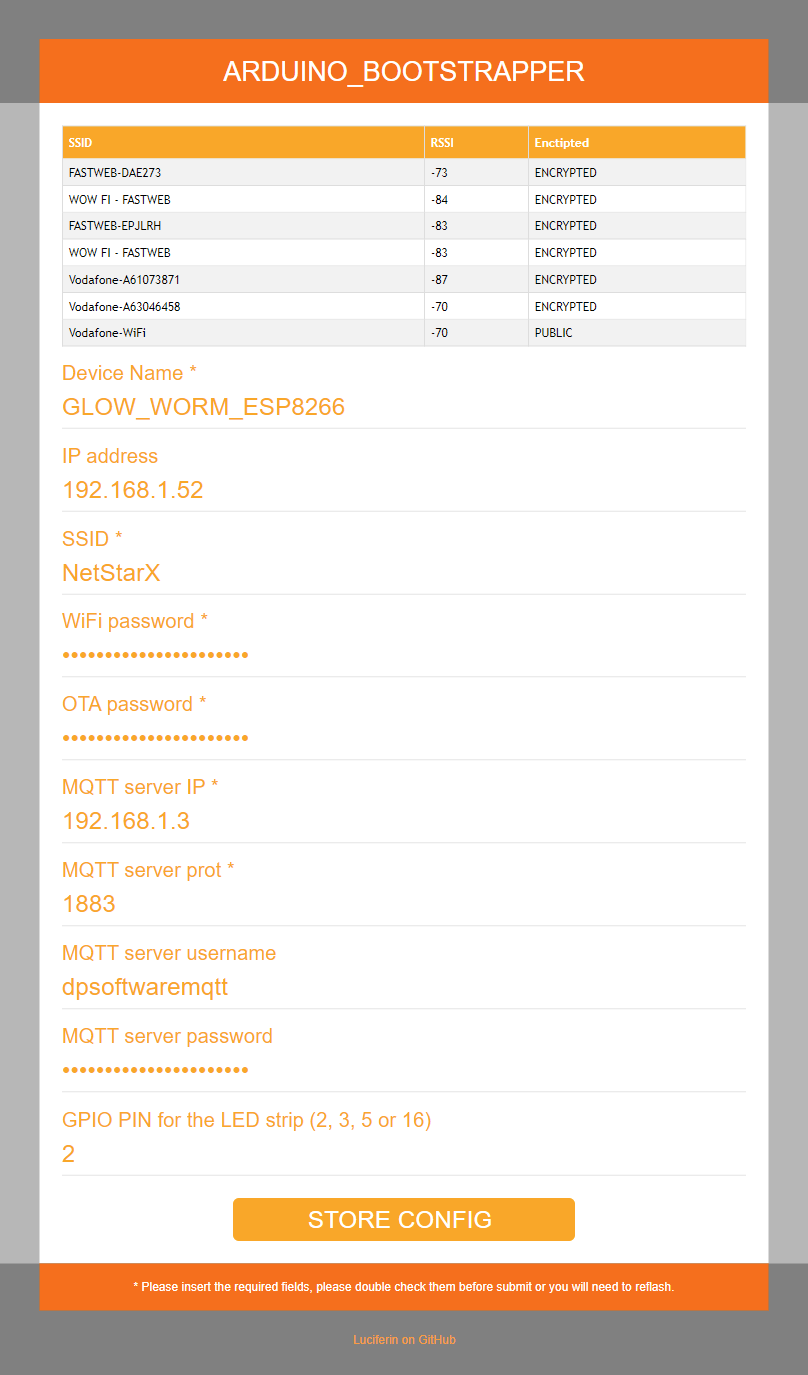 ARDUINO_BOOTSTRAPPER
SSID RSSI Enctipted
FASTWEB-DAE273 -73 ENCRYPTED
WOW FI - FASTWEB -84 ENCRYPTED
FASTWEB-EPJLRH -83 ENCRYPTED
WOW FI - FASTWEB -83 ENCRYPTED
Vodafone-A61073871 -87 ENCRYPTED
Vodafone-A63046458 -70 ENCRYPTED
Vodafone-WiFi -70 PUBLIC
Device Name *
GLOW_WORM_ESP8266
IP address
192.168.1.52
SSID *
NetStarX
WiFi password *
••••••••••••••••••••••
OTA password *
••••••••••••••••••••••
MQTT server IP *
192.168.1.3
MQTT server prot *
1883
MQTT server username
dpsoftwaremqtt
MQTT server password
••••••••••••••••••••••
GPIO PIN for the LED strip (2, 3, 5 or 16)
2
STORE CONFIG
* Please insert the required fields, please double check them before submit or you will need to reflash.
Luciferin on GitHub